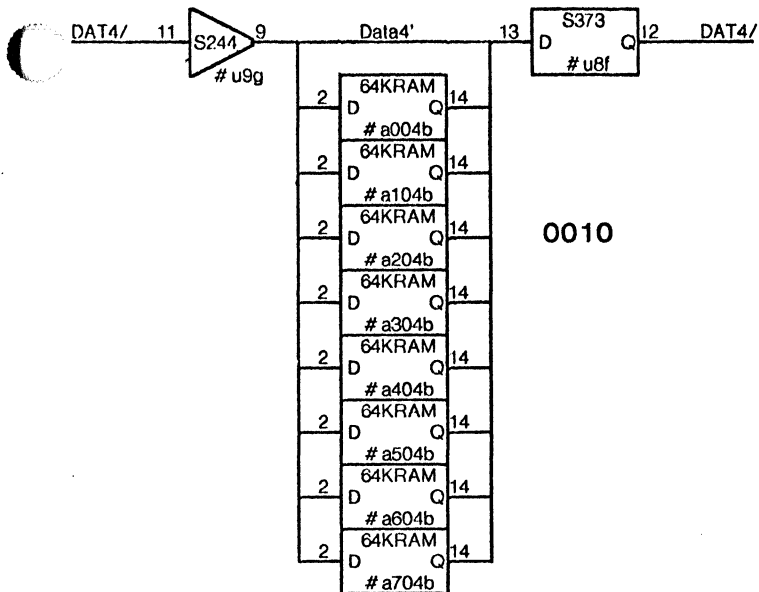 DAT4/ 11 S244 9 Data4' 13 S373 D Q 12 DAT4/
# u9g # u8f
64KRAM
2 D Q 14
# a004b
64KRAM
2 D Q 14
# a104b
64KRAM
2 D Q 14
# a204b
0010
64KRAM
2 D Q 14
# a304b
64KRAM
2 D Q 14
# a404b
64KRAM
2 D Q 14
# a504b
64KRAM
2 D Q 14
# a604b
64KRAM
2 D Q 14
# a704b